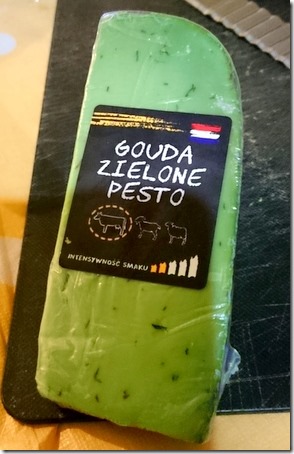 GOUDA
ZIELONE
PESTO
INTENSYWNOŚĆ SMAKU